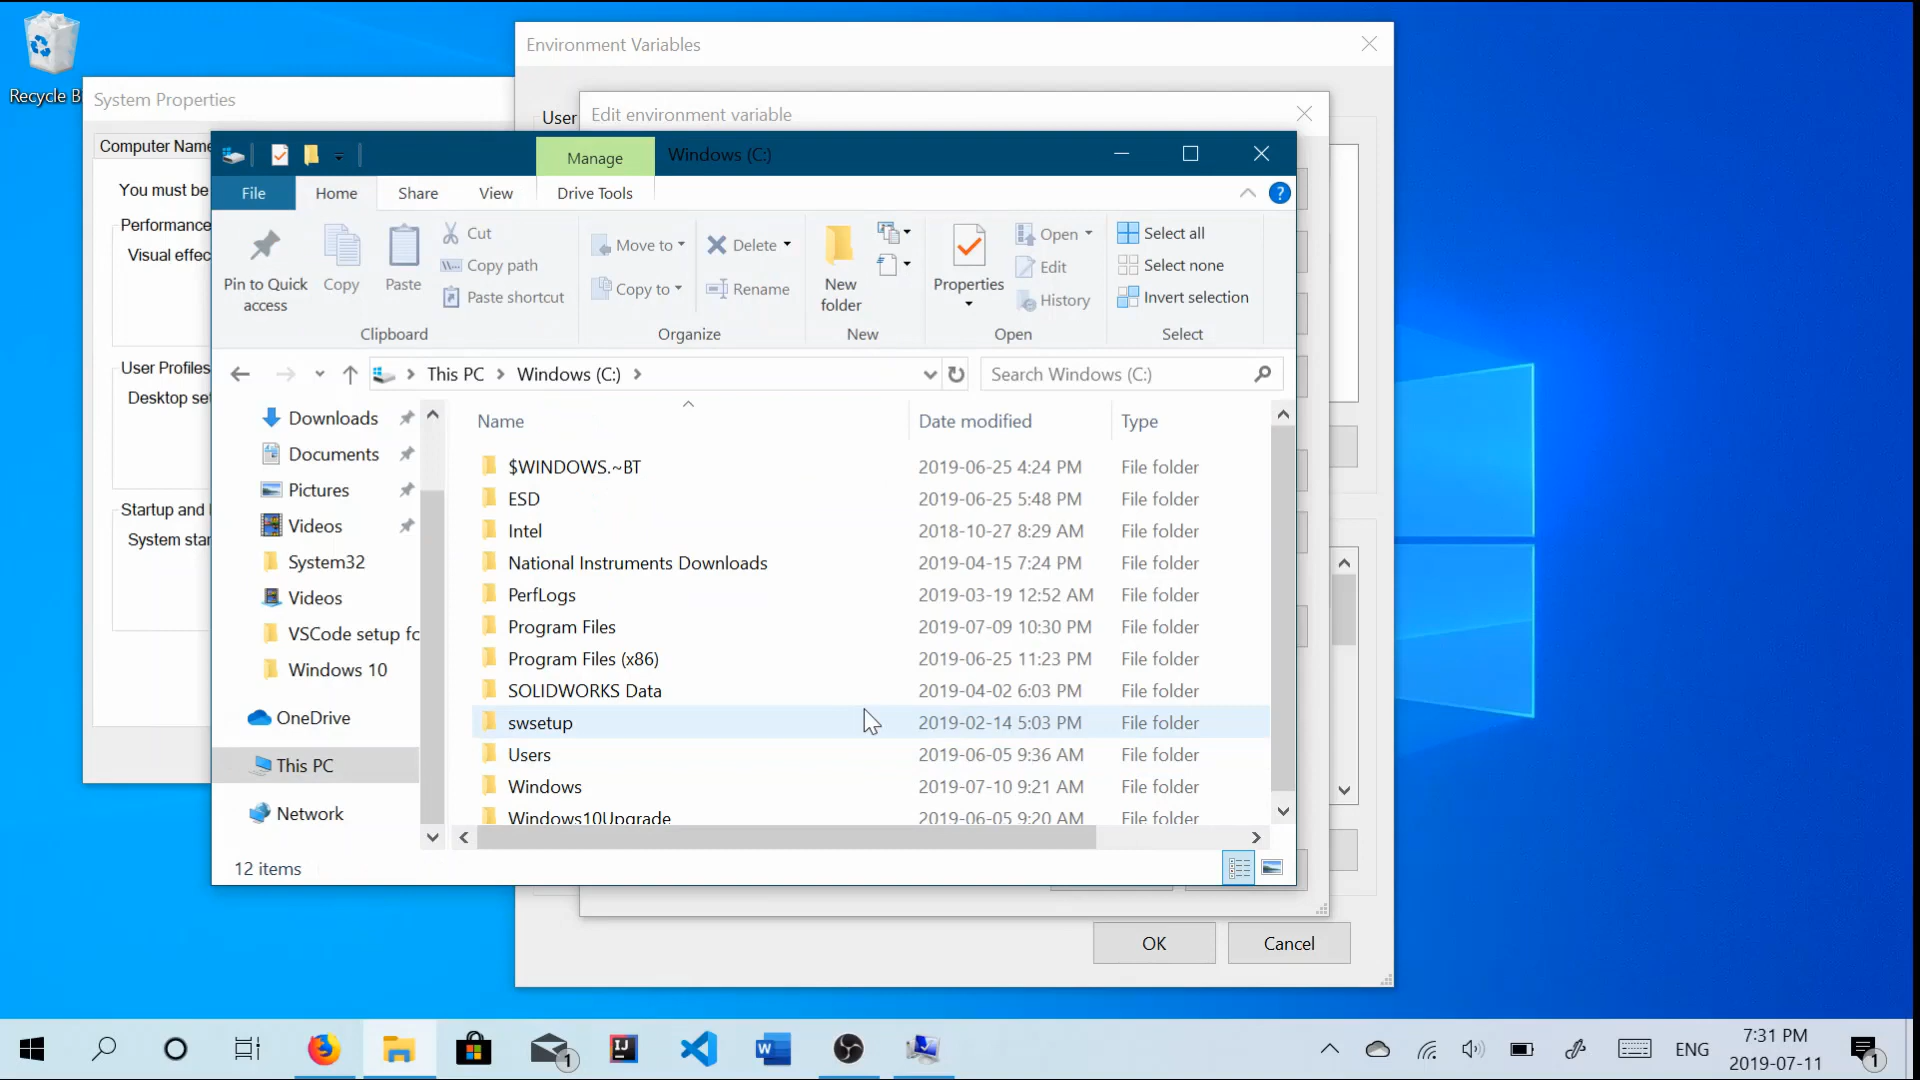 Recycle B
System Properties
Computer Name
You must be
Performance
Visual effec
User Profiles
Desktop set
Startup and
System star
Environment Variables
User
Edit environment variable
Manage
Windows (C:)
File
Home
Share
View
Drive Tools
?
Pin to Quick
access
Copy
Paste
Cut
Copy path
Paste shortcut
Clipboard
Move to
Copy to
Delete
Rename
Organize
New
folder
New
Properties
Open
Edit
History
Open
Select all
Select none
Invert selection
Select
This PC
Windows (C:)
Search Windows (C:)
Downloads
Documents
Pictures
Videos
System32
Videos
VSCode setup fo
Windows 10
OneDrive
This PC
Network
Name Date modified Type
$WINDOWS.~BT 2019-06-25 4:24 PM File folder
ESD 2019-06-25 5:48 PM File folder
Intel 2018-10-27 8:29 AM File folder
National Instruments Downloads 2019-04-15 7:24 PM File folder
PerfLogs 2019-03-19 12:52 AM File folder
Program Files 2019-07-09 10:30 PM File folder
Program Files (x86) 2019-06-25 11:23 PM File folder
SOLIDWORKS Data 2019-04-02 6:03 PM File folder
swsetup 2019-02-14 5:03 PM File folder
Users 2019-06-05 9:36 AM File folder
Windows 2019-07-10 9:21 AM File folder
Windows10Upgrade 2019-06-05 9:20 AM File folder
12 items
OK
Cancel
1
IJ
W
ENG
7:31 PM
2019-07-11
1